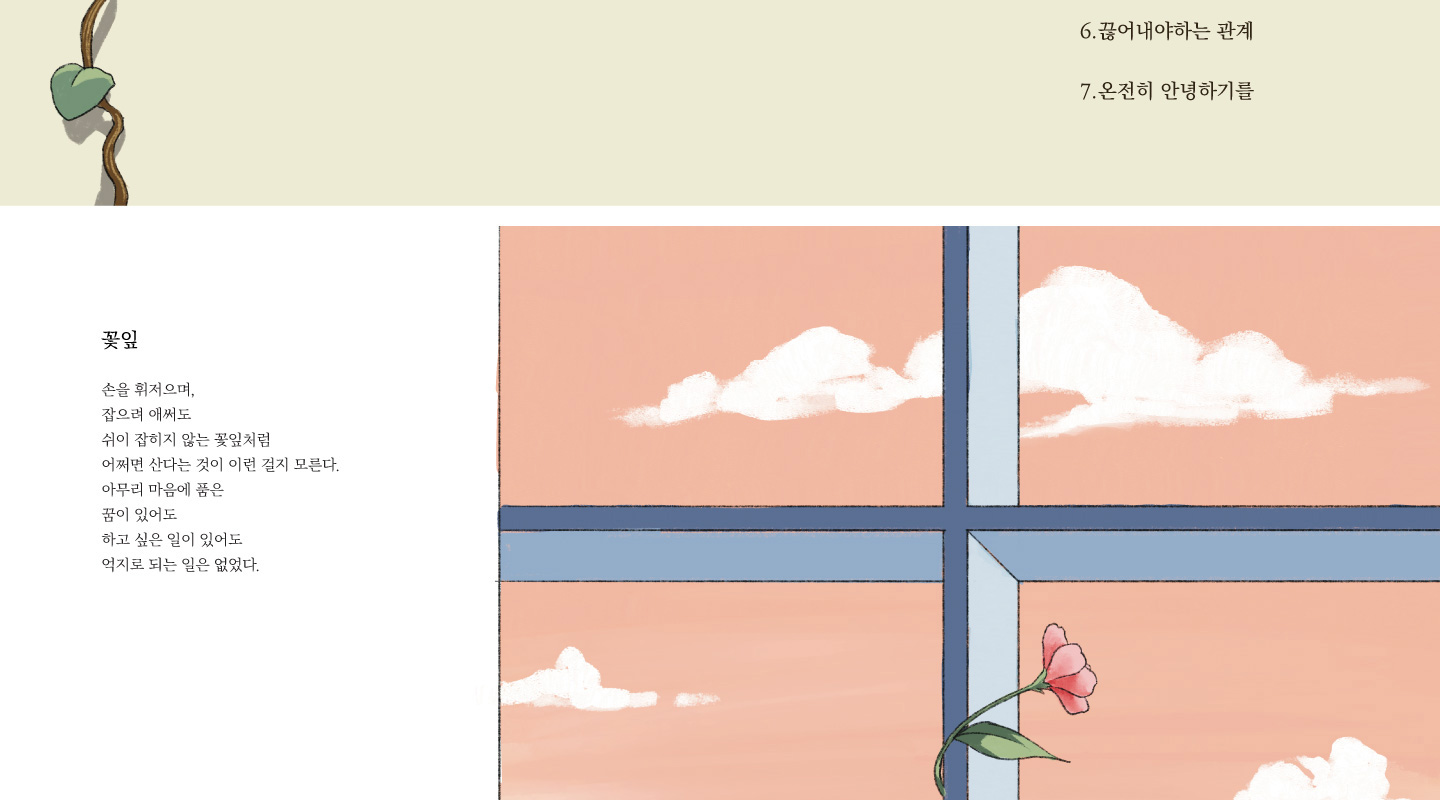 6.끊어내야하는 관계
7.온전히 안녕하기를
꽃잎
손을 휘저으며,
잡으려 애써도
쉬이 잡히지 않는 꽃잎처럼
어쩌면 산다는 것이 이런 걸지 모른다.
아무리 마음에 품은
꿈이 있어도
하고 싶은 일이 있어도
억지로 되는 일은 없었다.